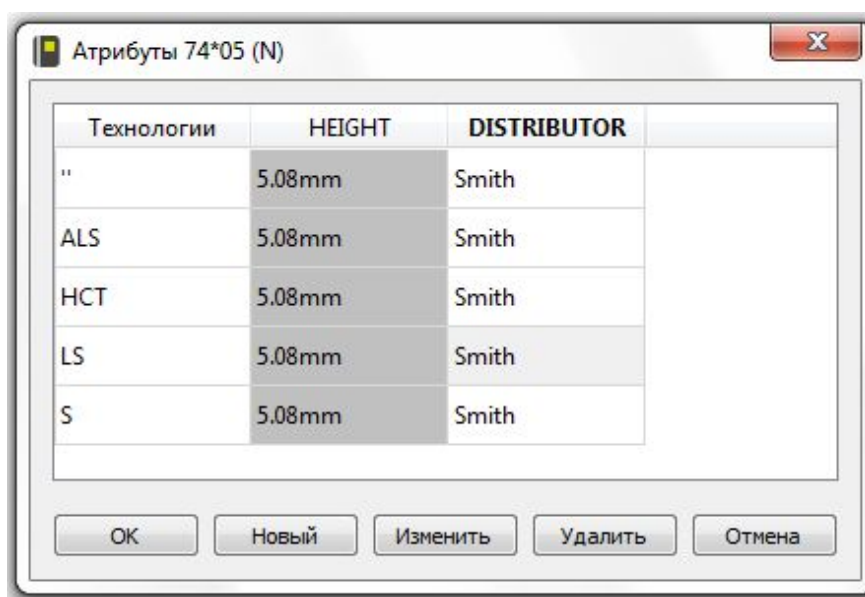 Атрибуты 74*05 (N)
Технологии HEIGHT DISTRIBUTOR
'' 5.08mm Smith
ALS 5.08mm Smith
HCT 5.08mm Smith
LS 5.08mm Smith
S 5.08mm Smith
OK Новый Изменить Удалить Отмена